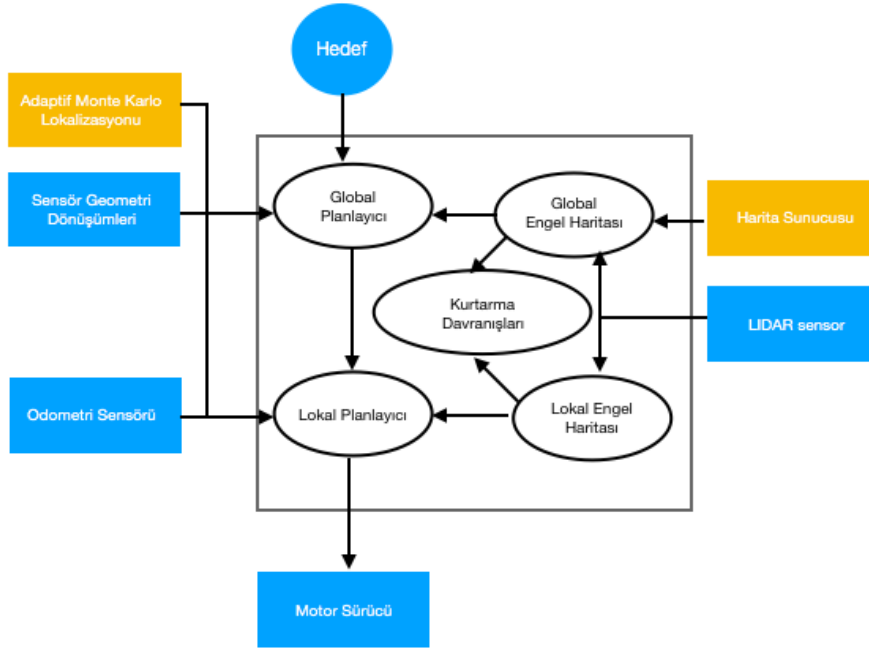 Hedef
Adaptif Monte Karlo
Lokalizasyonu
Sensör Geometri
Dönüşümleri
Global
Planlayıcı
Global
Engel Haritası
Harita Sunucusu
Kurtarma
Davranışları
LIDAR sensor
Odometri Sensörü
Lokal Planlayıcı
Lokal Engel
Haritası
Motor Sürücü